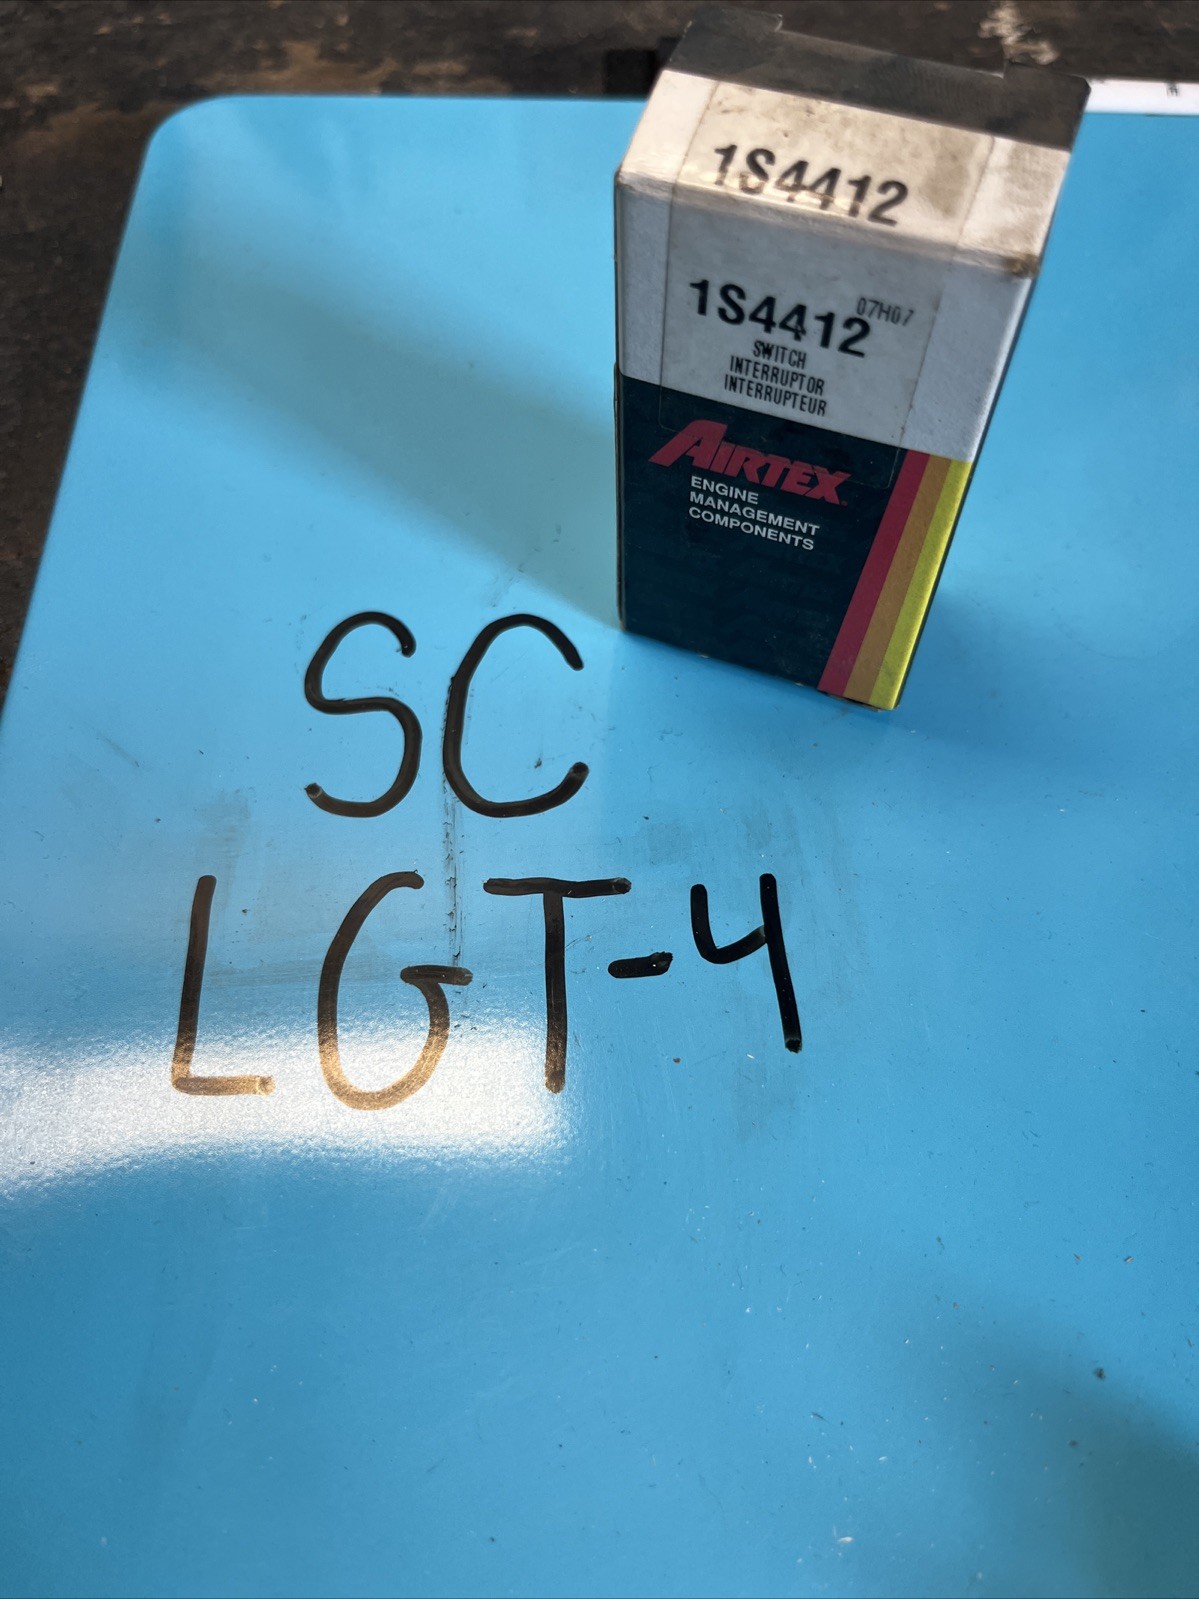 1S4412
1S4412 07H07
SWITCH
INTERRUPTOR
INTERRUPTEUR
AIRTEX
ENGINE
MANAGEMENT
COMPONENTS
SC
LGT-4